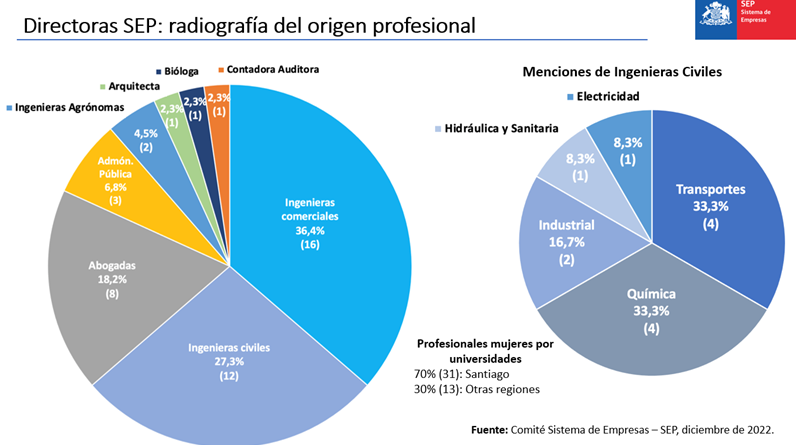 Directoras SEP: radiografía del origen profesional
SEP
Sistema de
Empresas
Bióloga
Contadora Auditora
Arquitecta
Ingenieras Agrónomas
2,3%
(1)
2,3%
(1)
2,3%
(1)
4,5%
(2)
Admón.
Pública
6,8%
(3)
Ingenieras
comerciales
36,4%
(16)
Abogadas
18,2%
(8)
Ingenieras civiles
27,3%
(12)
Menciones de Ingenieras Civiles
Electricidad
Hidráulica y Sanitaria
8,3%
(1)
8,3%
(1)
Transportes
33,3%
(4)
Industrial
16,7%
(2)
Química
33,3%
(4)
Profesionales mujeres por
universidades
70% (31): Santiago
30% (13): Otras regiones
Fuente: Comité Sistema de Empresas – SEP, diciembre de 2022.